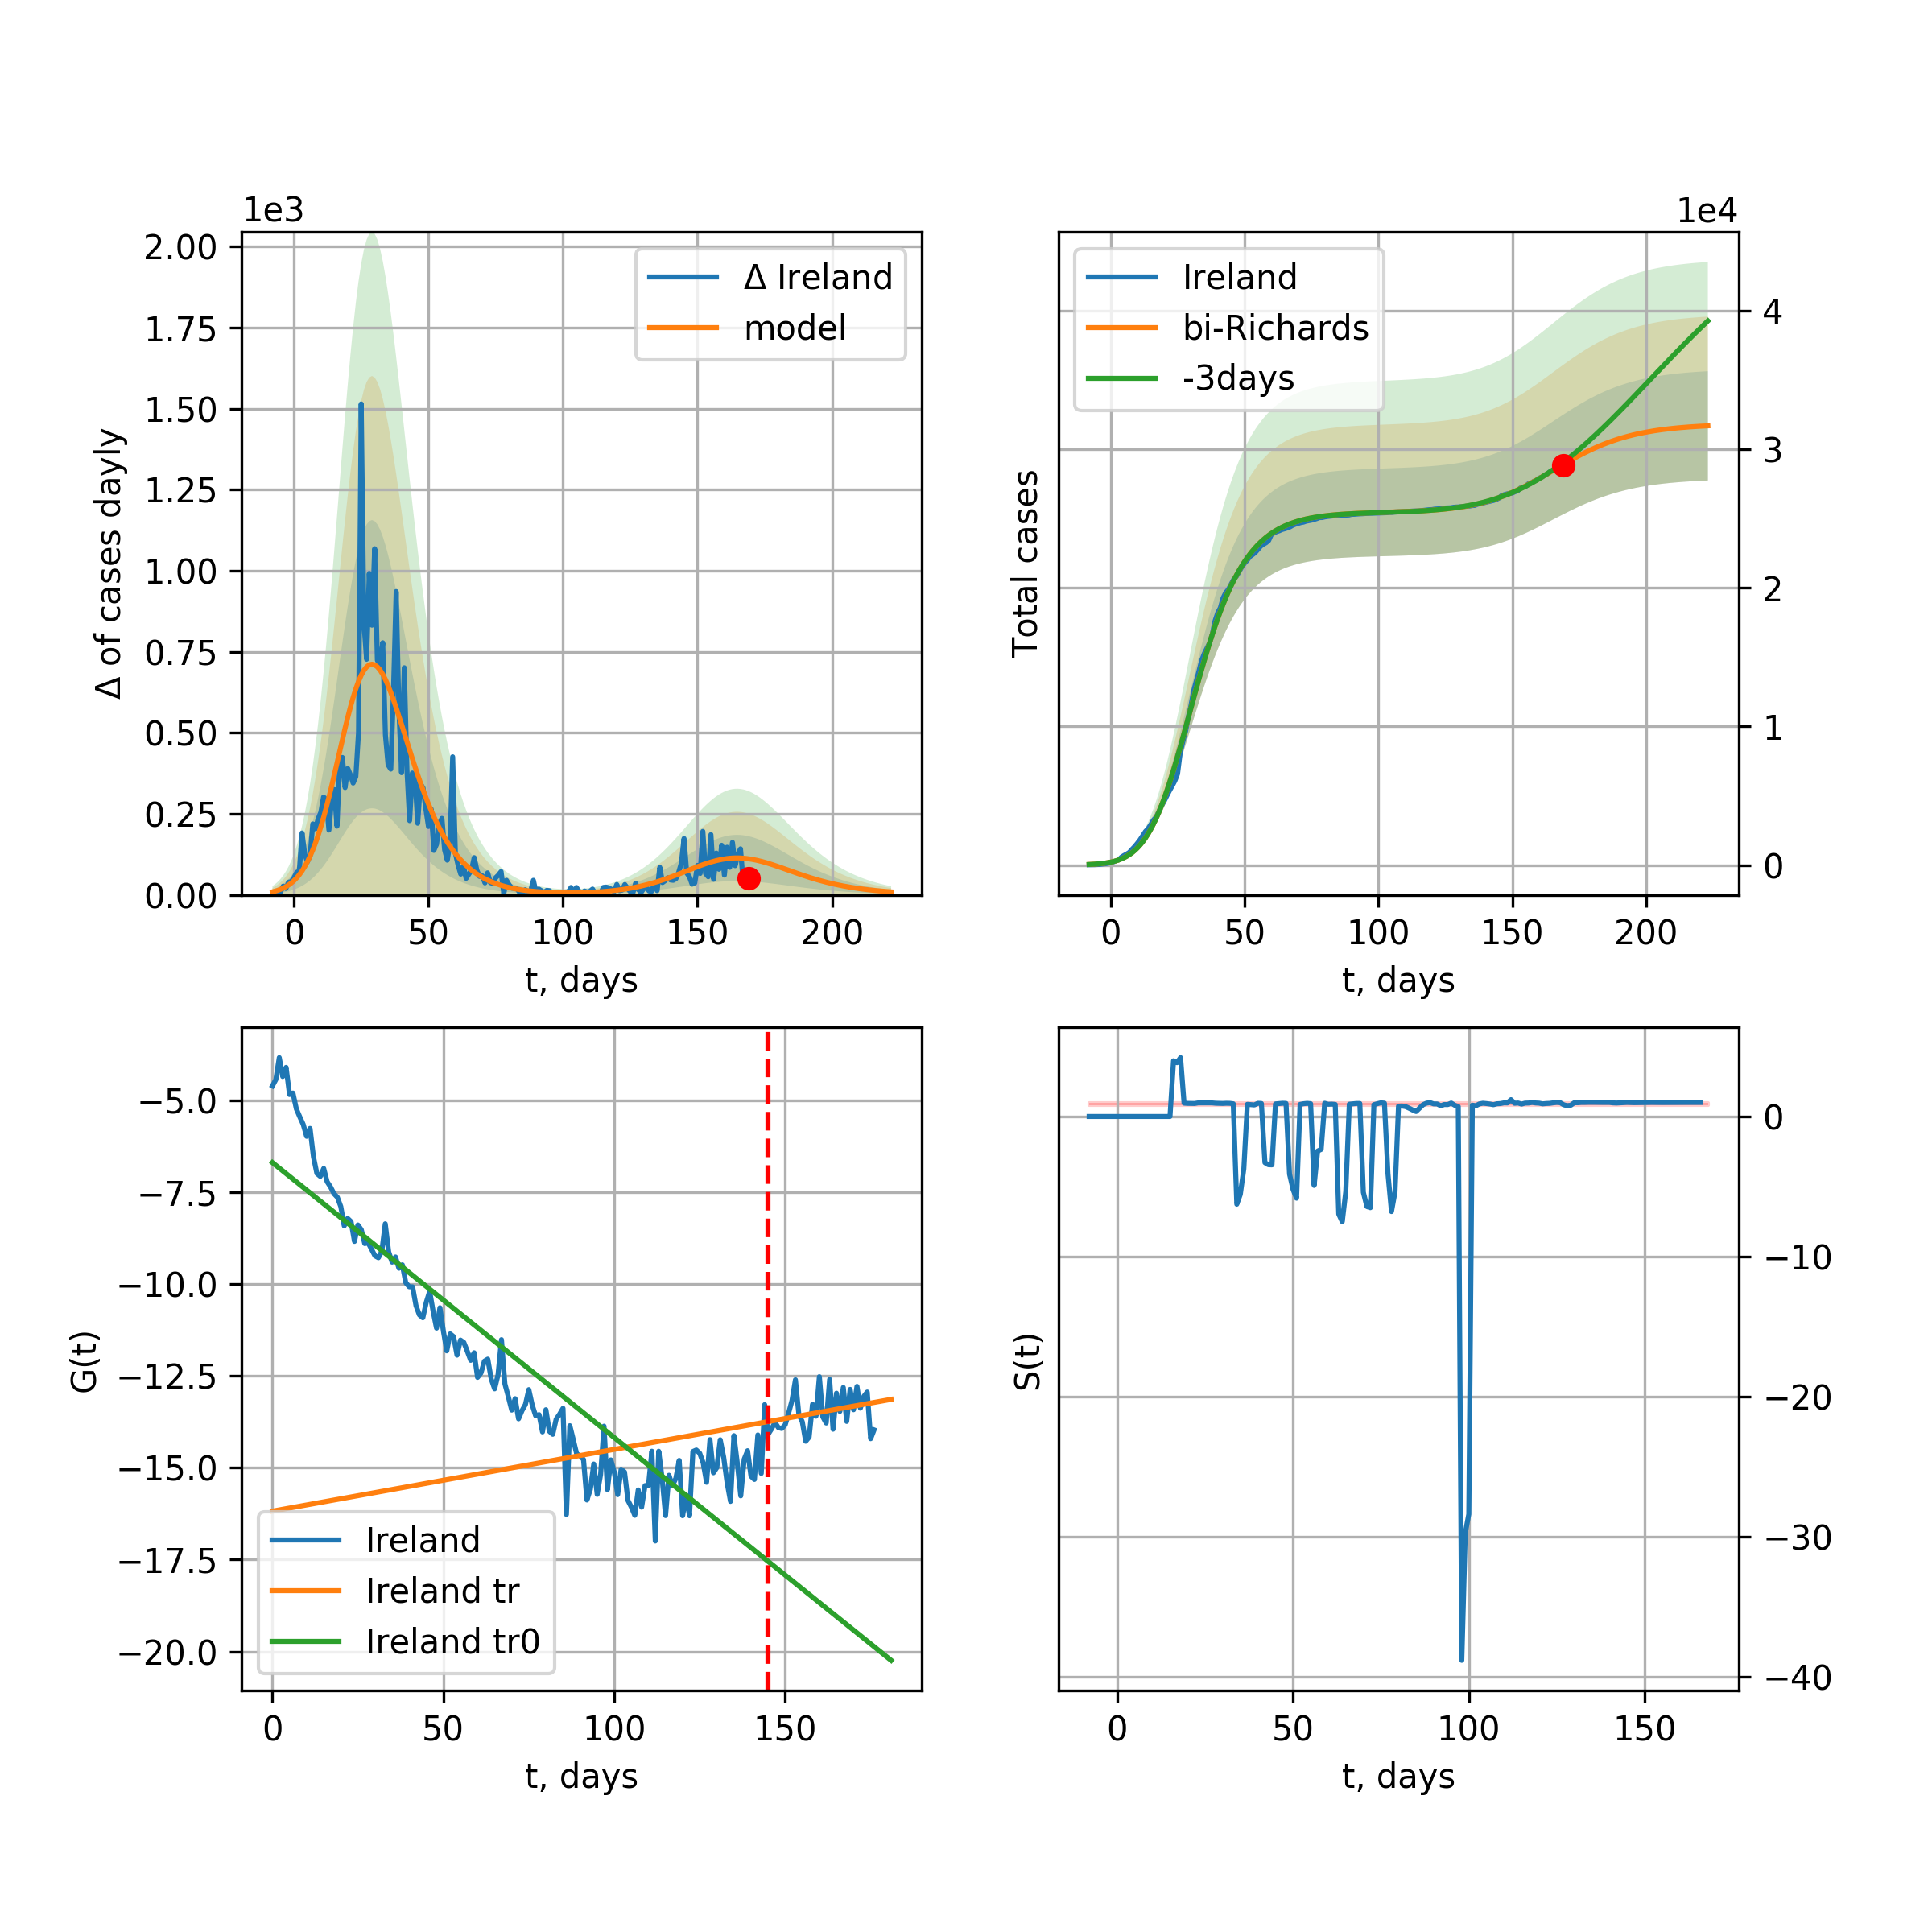 1e3
2.00
1.75
1.50
1.25
1.00
0.75
0.50
0.25
0.00
Δ of cases dayly
Δ Ireland
model
0 50 100 150 200
t, days
1e4
Ireland
bi-Richards
-3days
Total cases
4
3
2
1
0
0 50 100 150 200
t, days
−5.0
−7.5
−10.0
−12.5
−15.0
−17.5
−20.0
G(t)
Ireland
Ireland tr
Ireland tr0
0 50 100 150
t, days
S(t)
0
−10
−20
−30
−40
0 50 100 150
t, days